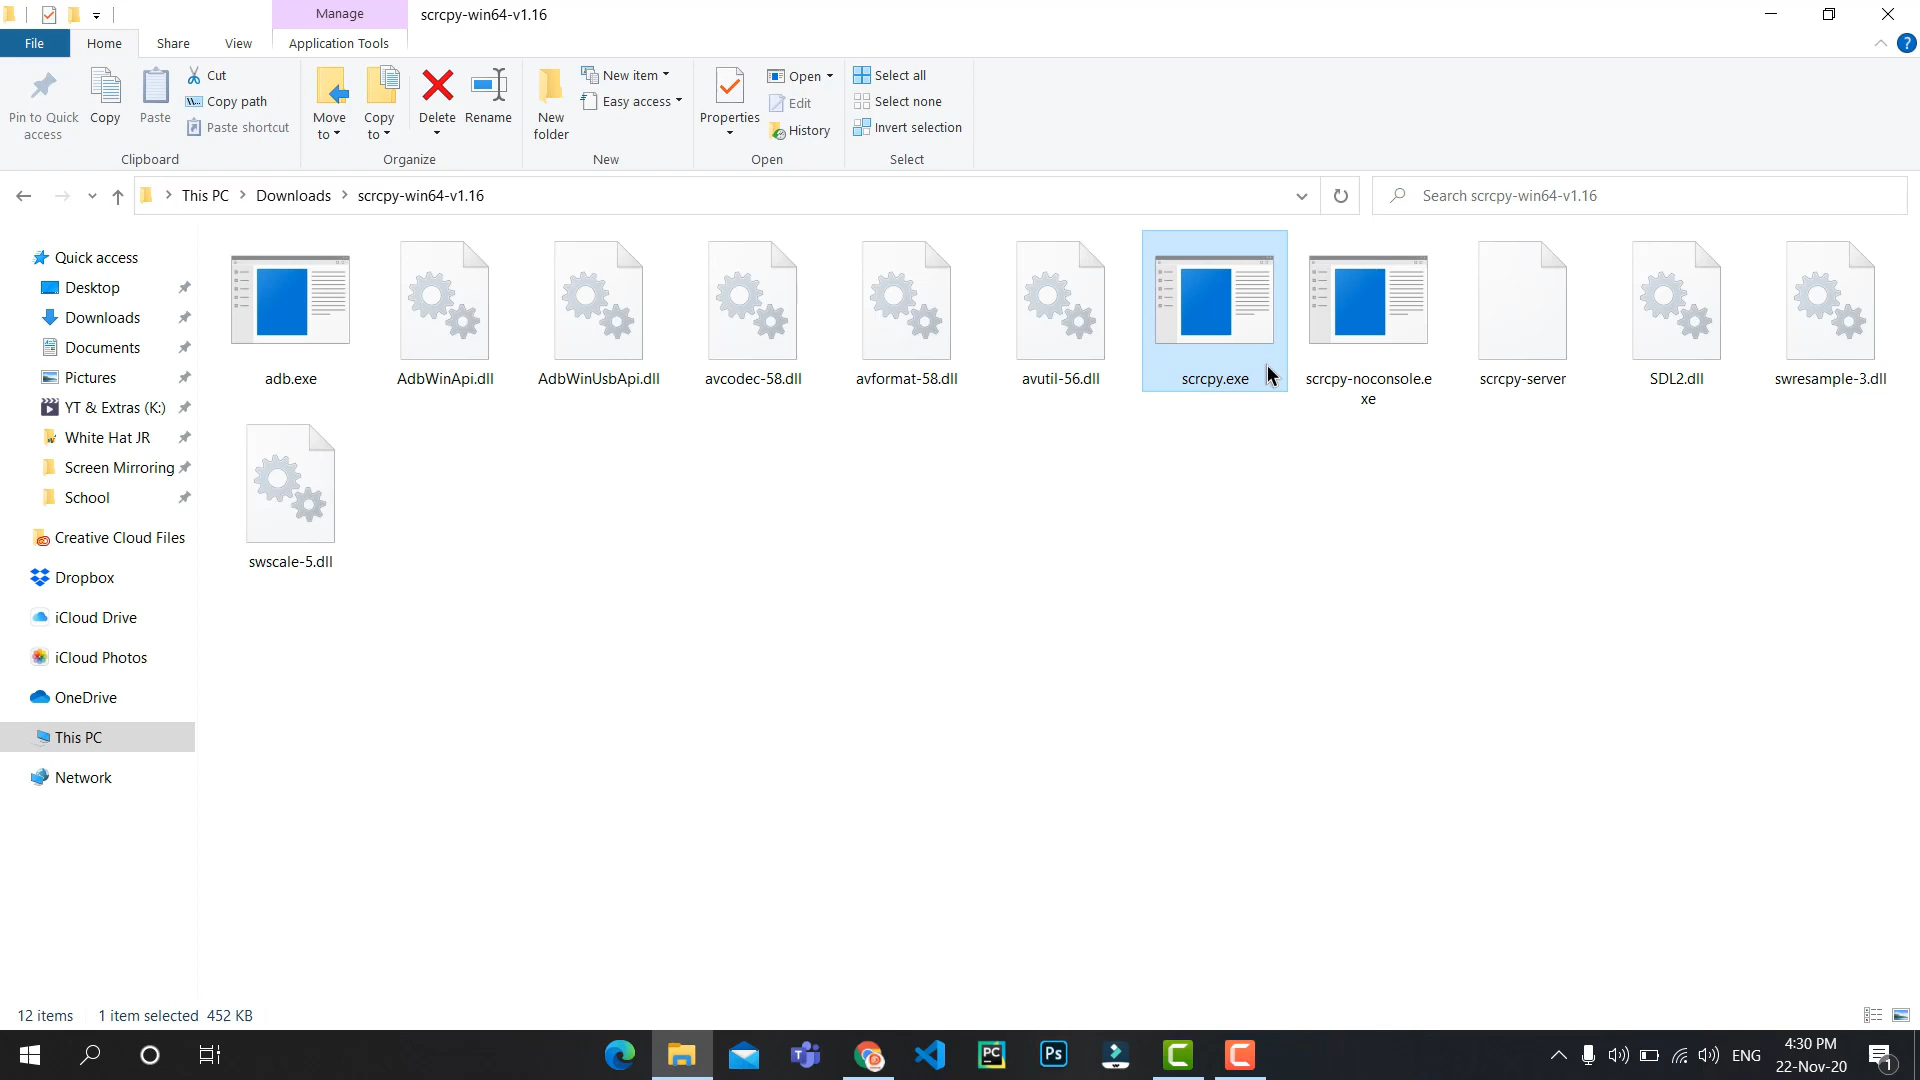 Manage
scrcpy-win64-v1.16
File
Home
Share
View
Application Tools
?
Pin to Quick
access
Copy
Paste
Cut
Copy path
Paste shortcut
Clipboard
Move
to
Copy
to
Delete
Rename
Organize
New
folder
New item
Easy access
New
Properties
Open
Edit
History
Open
Select all
Select none
Invert selection
Select
This PC
Downloads
scrcpy-win64-v1.16
Search scrcpy-win64-v1.16
Quick access
Desktop
Downloads
Documents
Pictures
YT & Extras (K:)
White Hat JR
Screen Mirroring
School
Creative Cloud Files
Dropbox
iCloud Drive
iCloud Photos
OneDrive
This PC
Network
adb.exe
AdbWinApi.dll
AdbWinUsbApi.dll
avcodec-58.dll
avformat-58.dll
avutil-56.dll
scrcpy.exe
scrcpy-noconsole.e
xe
scrcpy-server
SDL2.dll
swresample-3.dll
swscale-5.dll
12 items
1 item selected 452 KB
PC
Ps
ENG
4:30 PM
22-Nov-20
1